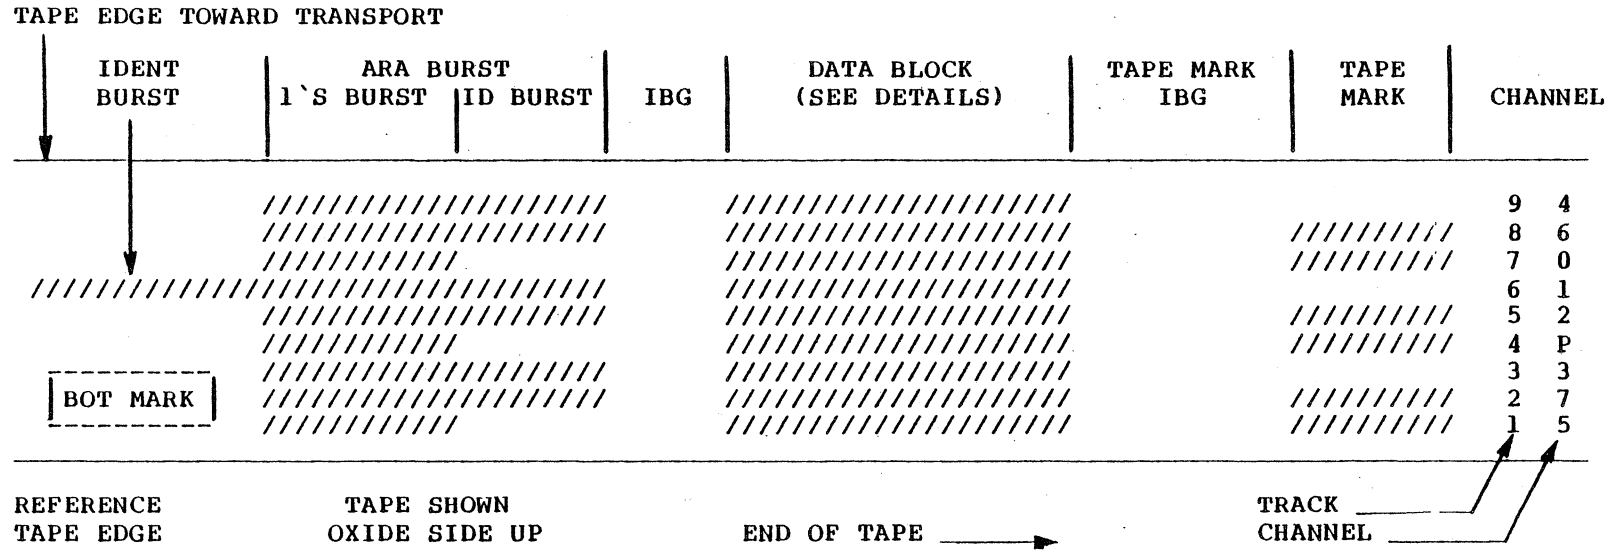 TAPE EDGE TOWARD TRANSPORT
IDENT ARA BURST DATA BLOCK TAPE MARK TAPE
BURST 1`S BURST ID BURST IBG (SEE DETAILS) IBG MARK CHANNEL
///////////////////// ///////////////////// 9 4
///////////////////// ///////////////////// ////////// 8 6
//////////// ///////////////////// ////////// 7 0
/////////////////////////////////// ///////////////////// 6 1
///////////////////// ///////////////////// ////////// 5 2
//////////// ///////////////////// ////////// 4 P
///////////////////// ///////////////////// 3 3
BOT MARK ///////////////////// ///////////////////// ////////// 2 7
//////////// ///////////////////// ////////// 1 5
REFERENCE TAPE SHOWN TRACK
TAPE EDGE OXIDE SIDE UP END OF TAPE CHANNEL